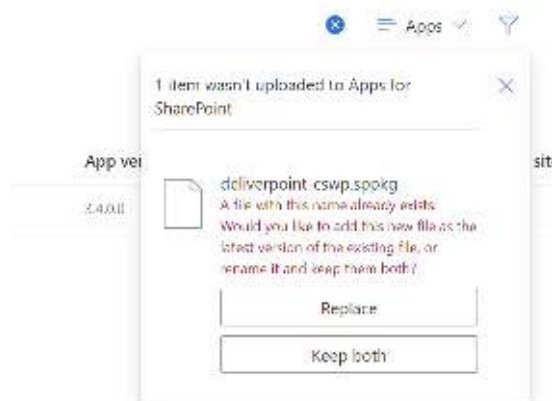 Apps
1 item wasn't uploaded to Apps for
SharePoint
App ver
sit
3.4.0.0
deliverpoint-cswp.sppkg
A file with this name already exists.
Would you like to add this new file as the
latest version of the existing file, or
rename it and keep them both?
Replace
Keep both